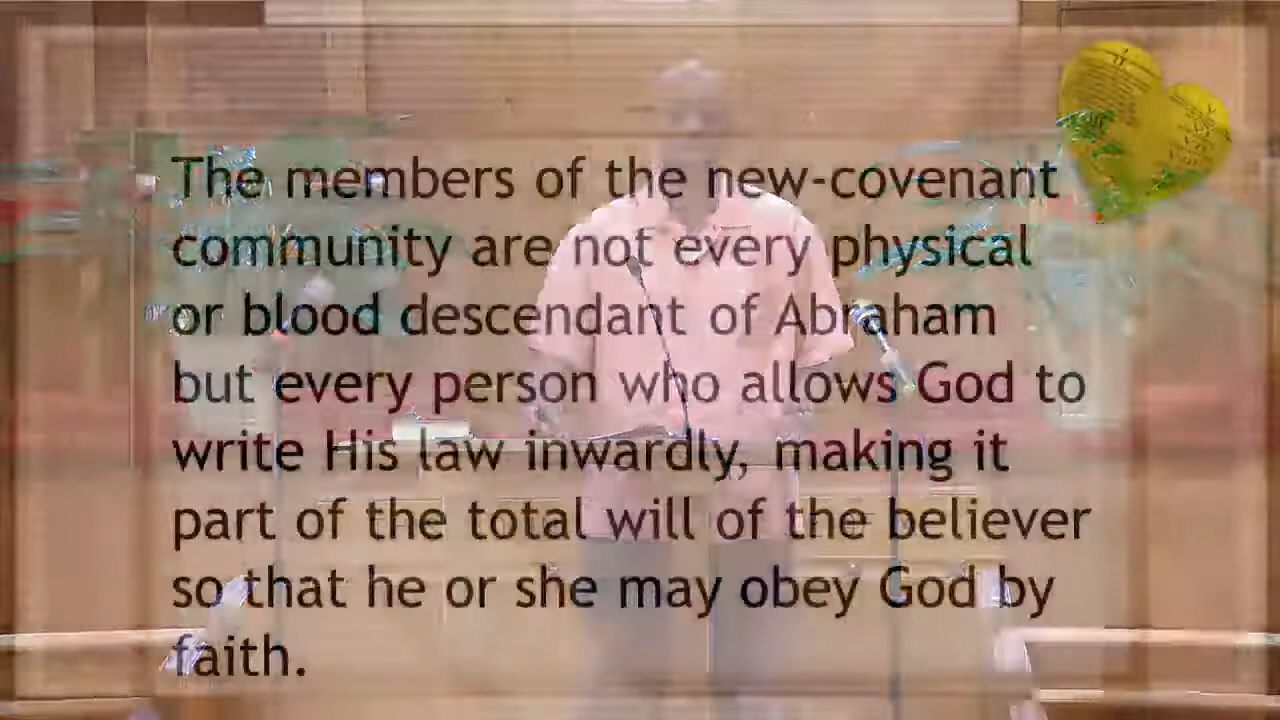 The members of the new-covenant
community are not every physical
or blood descendant of Abraham
but every person who allows God to
write His law inwardly, making it
part of the total will of the believer
so that he or she may obey God by
faith.